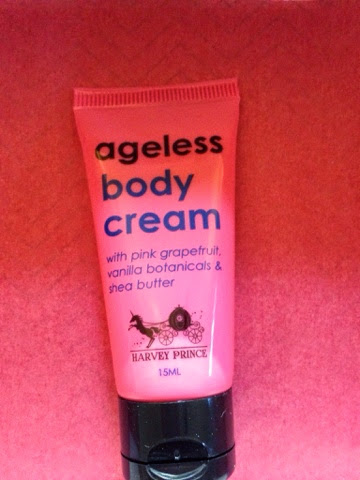 ageless
body
cream
with pink grapefruit,
vanilla botanicals &
shea butter
HARVEY PRINCE
15ML